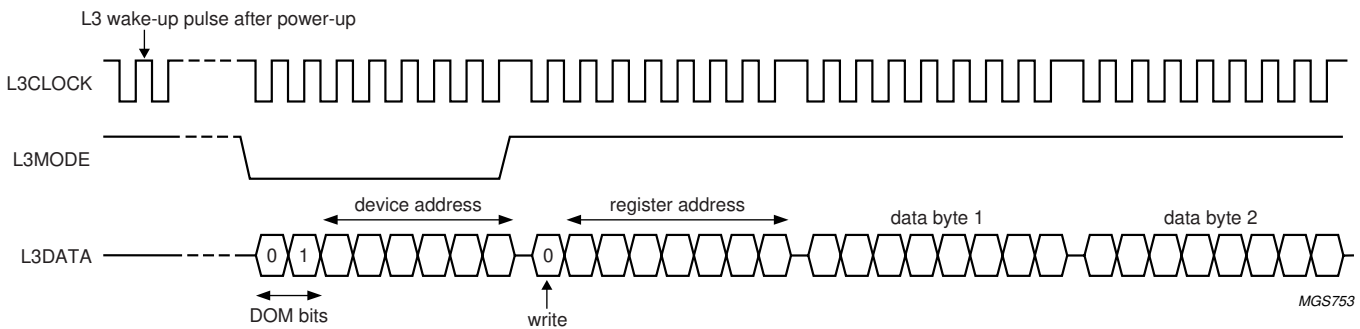 L3 wake-up pulse after power-up
L3CLOCK
L3MODE
device address
register address
data byte 1
data byte 2
L3DATA
0
1
0
DOM bits
write
MGS753